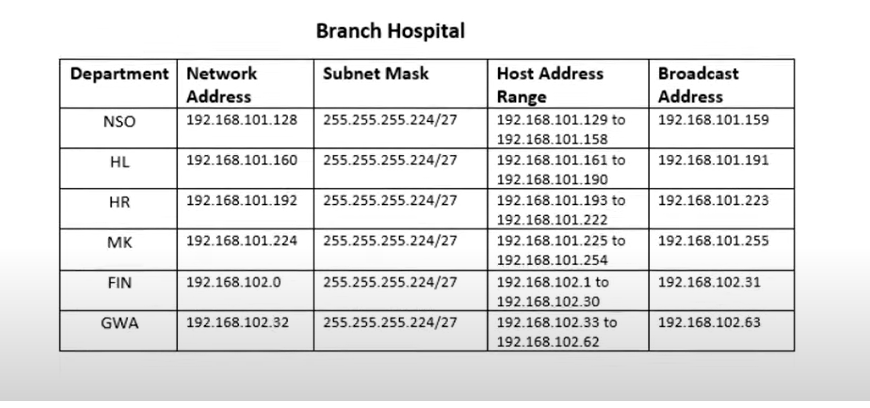 Branch Hospital
Department Network Address Subnet Mask Host Address Range Broadcast Address
NSO 192.168.101.128 255.255.255.224/27 192.168.101.129 to 192.168.101.158 192.168.101.159
HL 192.168.101.160 255.255.255.224/27 192.168.101.161 to 192.168.101.190 192.168.101.191
HR 192.168.101.192 255.255.255.224/27 192.168.101.193 to 192.168.101.222 192.168.101.223
MK 192.168.101.224 255.255.255.224/27 192.168.101.225 to 192.168.101.254 192.168.101.255
FIN 192.168.102.0 255.255.255.224/27 192.168.102.1 to 192.168.102.30 192.168.102.31
GWA 192.168.102.32 255.255.255.224/27 192.168.102.33 to 192.168.102.62 192.168.102.63